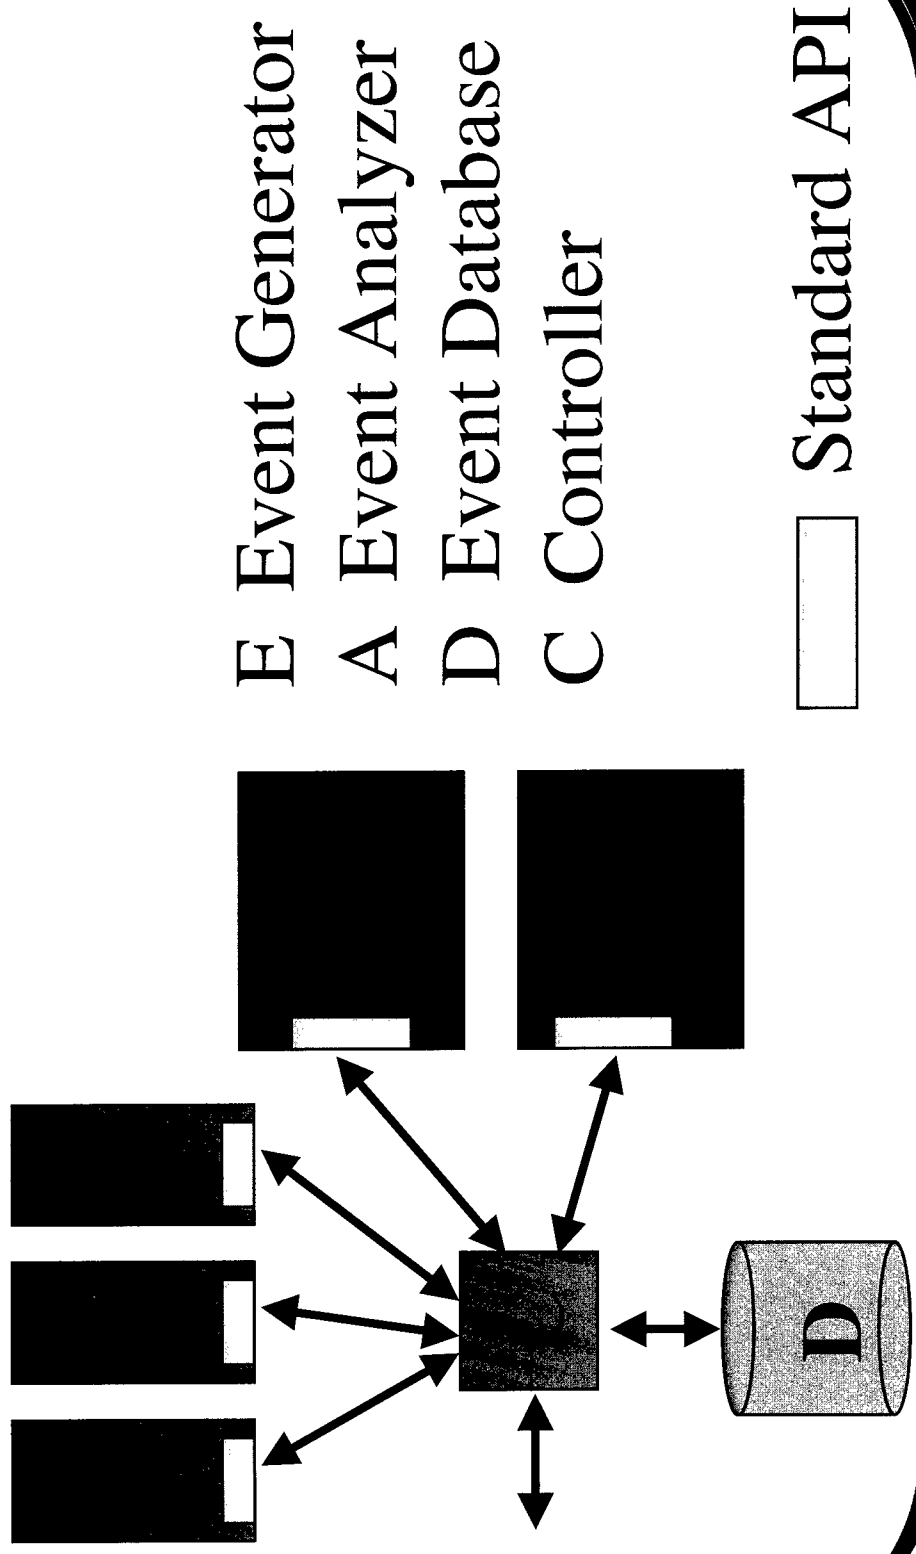 E Event Generator
A Event Analyzer
D Event Database
C Controller
Standard API
D